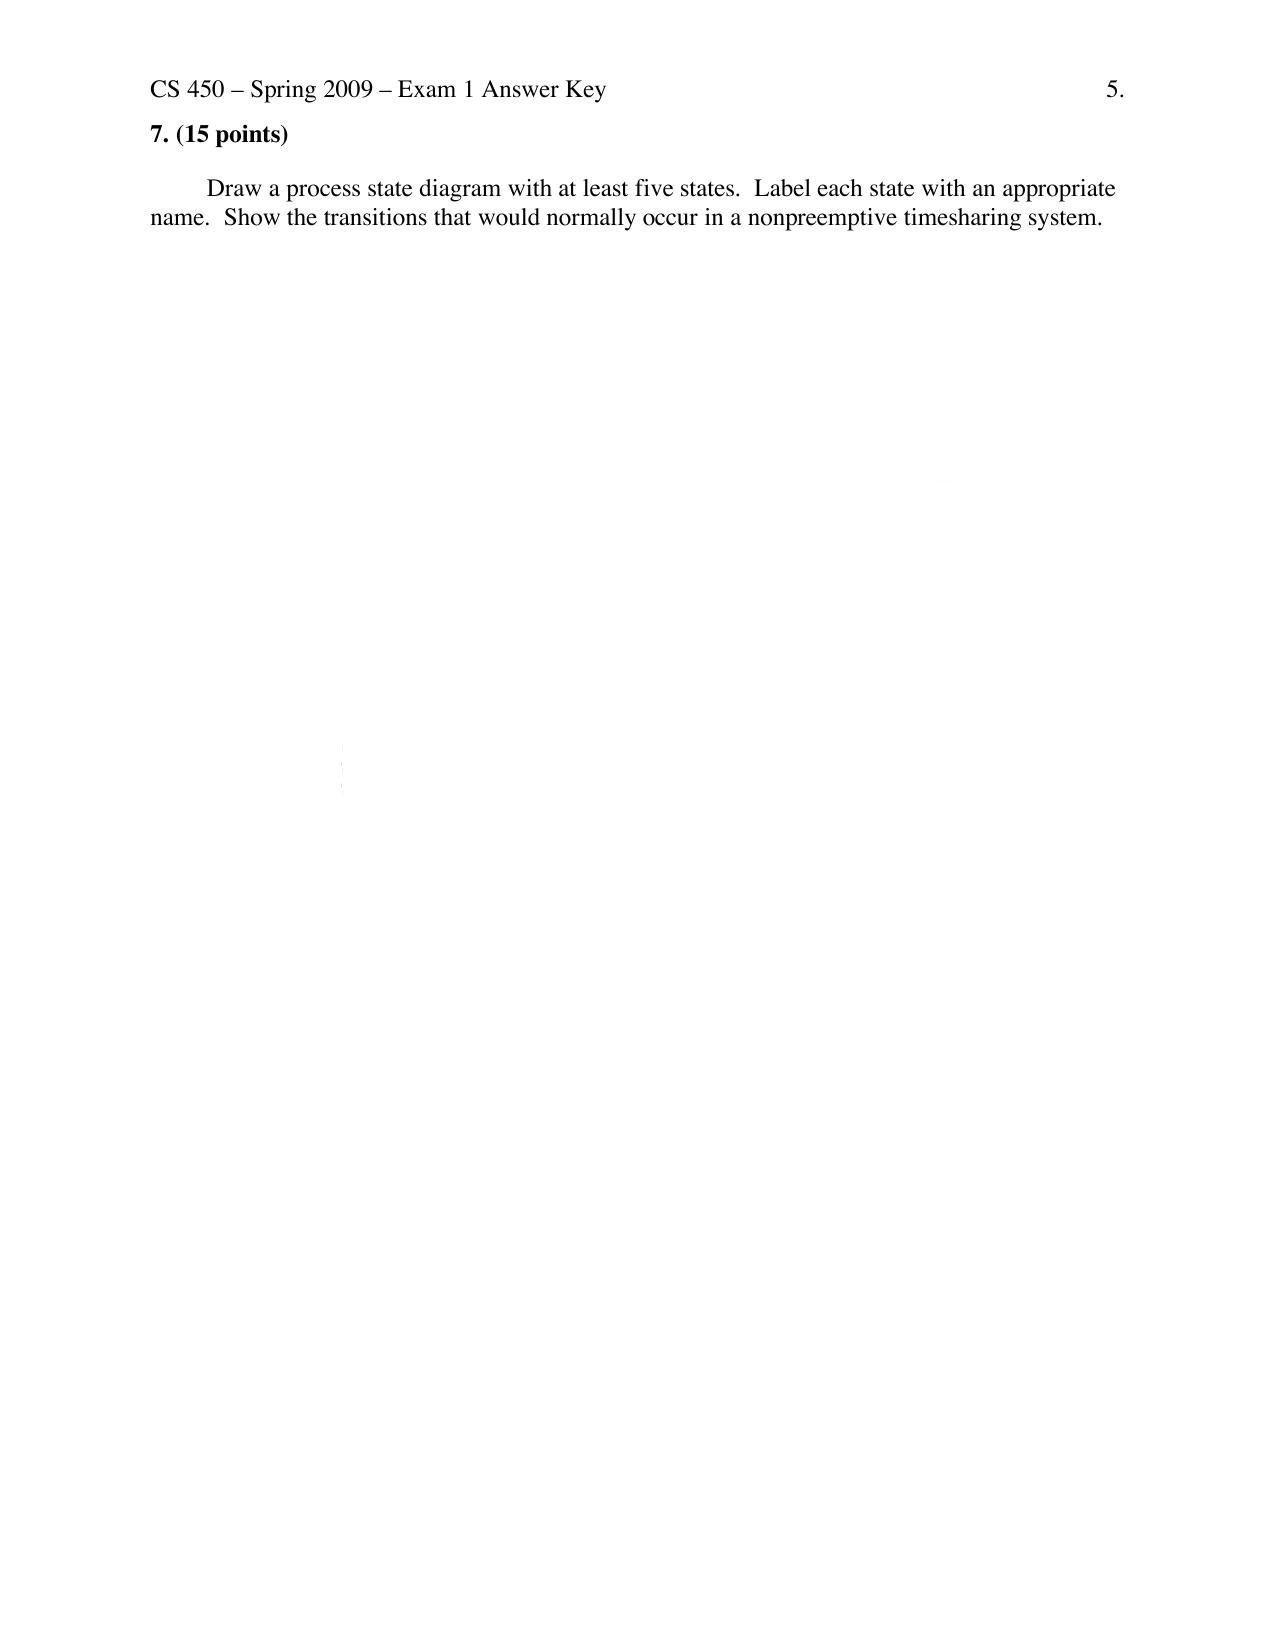 CS 450 – Spring 2009 – Exam 1 Answer Key 5.
7. (15 points)
Draw a process state diagram with at least five states. Label each state with an appropriate
name. Show the transitions that would normally occur in a nonpreemptive timesharing system.